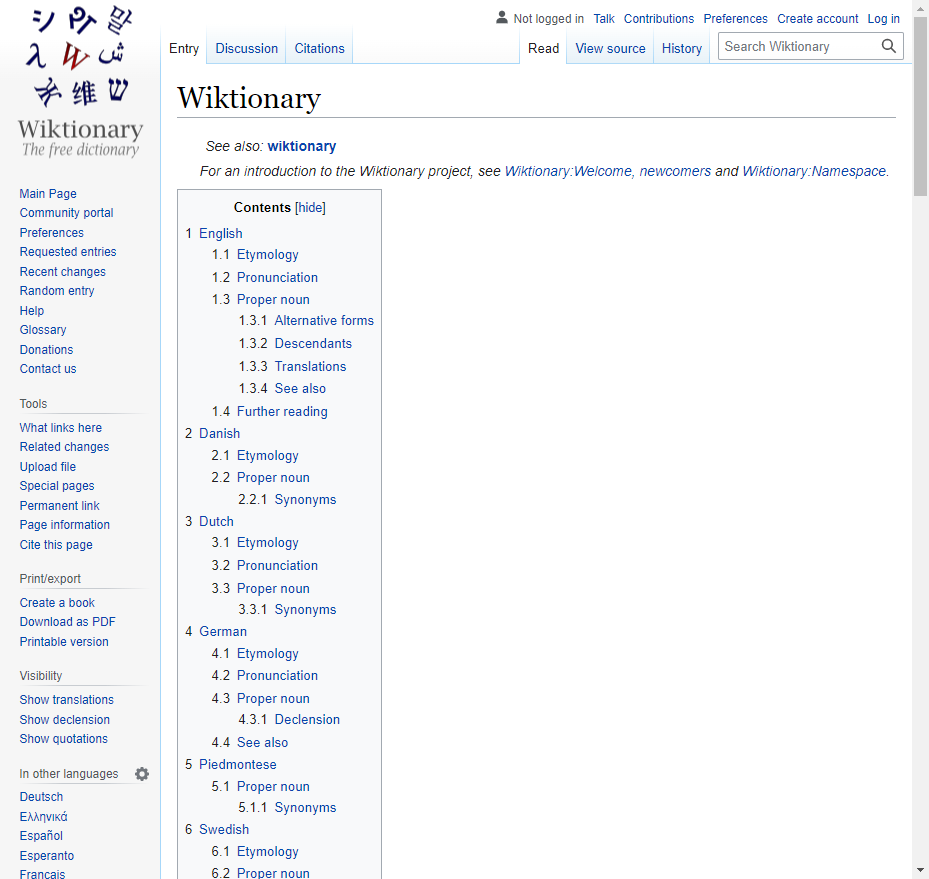 Not logged in Talk Contributions Preferences Create account Log in
Entry Discussion Citations Read View source History Search Wiktionary
シ 말
λ W ش
维 ש
Wiktionary
The free dictionary
Main Page
Community portal
Preferences
Requested entries
Recent changes
Random entry
Help
Glossary
Donations
Contact us
Tools
What links here
Related changes
Upload file
Special pages
Permanent link
Page information
Cite this page
Print/export
Create a book
Download as PDF
Printable version
Visibility
Show translations
Show declension
Show quotations
In other languages
Deutsch
Ελληνικά
Español
Esperanto
Français
Wiktionary
See also: wiktionary
For an introduction to the Wiktionary project, see Wiktionary:Welcome, newcomers and Wiktionary:Namespace.
Contents [hide]
1 English
1.1 Etymology
1.2 Pronunciation
1.3 Proper noun
1.3.1 Alternative forms
1.3.2 Descendants
1.3.3 Translations
1.3.4 See also
1.4 Further reading
2 Danish
2.1 Etymology
2.2 Proper noun
2.2.1 Synonyms
3 Dutch
3.1 Etymology
3.2 Pronunciation
3.3 Proper noun
3.3.1 Synonyms
4 German
4.1 Etymology
4.2 Pronunciation
4.3 Proper noun
4.3.1 Declension
4.4 See also
5 Piedmontese
5.1 Proper noun
5.1.1 Synonyms
6 Swedish
6.1 Etymology
6.2 Proper noun